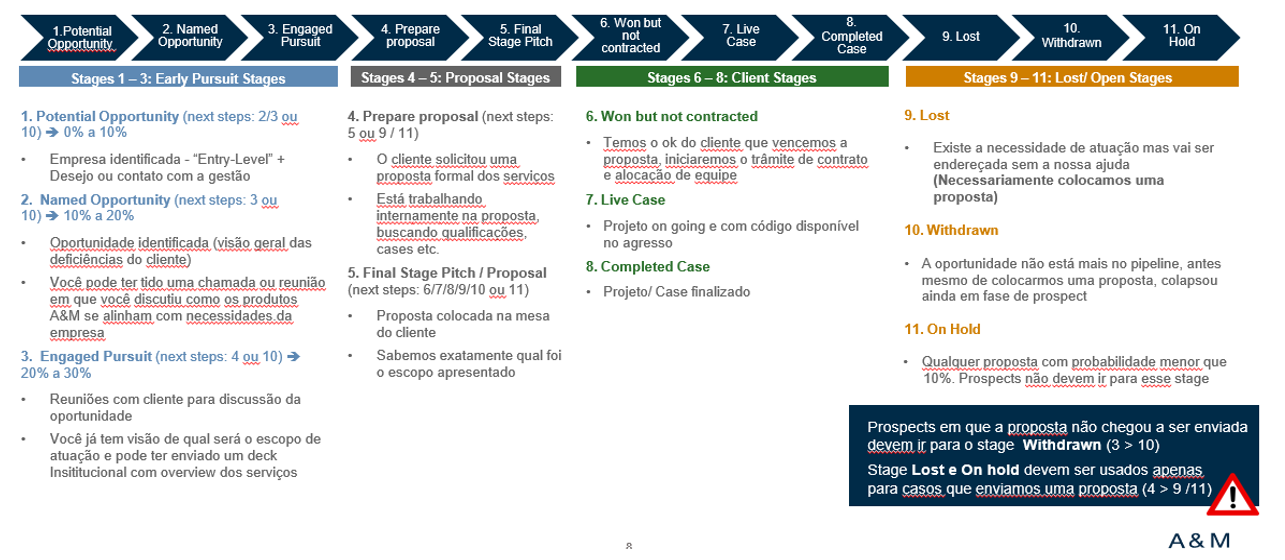 1.Potential
Opportunity
2. Named
Opportunity
3. Engaged
Pursuit
4. Prepare
proposal
5. Final
Stage Pitch
6. Won but
not
contracted
7. Live
Case
8.
Completed
Case
9. Lost
10.
Withdrawn
11. On
Hold
Stages 1 – 3: Early Pursuit Stages
Stages 4 – 5: Proposal Stages
Stages 6 – 8: Client Stages
Stages 9 – 11: Lost/ Open Stages
1. Potential Opportunity (next steps: 2/3 ou
10) ➔ 0% a 10%
• Empresa identificada - “Entry-Level” +
Desejo ou contato com a gestão
2. Named Opportunity (next steps: 3 ou
10) ➔ 10% a 20%
• Oportunidade identificada (visão geral das
deficiências do cliente)
• Você pode ter tido uma chamada ou reunião
em que você discutiu como os produtos
A&M se alinham com necessidades.da
empresa
3. Engaged Pursuit (next steps: 4 ou 10) ➔
20% a 30%
• Reuniões com cliente para discussão da
oportunidade
• Você já tem visão de qual será o escopo de
atuação e pode ter enviado um deck
Insititucional com overview dos serviços
4. Prepare proposal (next steps:
5 ou 9 / 11)
• O cliente solicitou uma
proposta formal dos serviços
• Está trabalhando
internamente na proposta,
buscando qualificações,
cases etc.
5. Final Stage Pitch / Proposal
(next steps: 6/7/8/9/10 ou 11)
• Proposta colocada na mesa
do cliente
• Sabemos exatamente qual foi
o escopo apresentado
6. Won but not contracted
• Temos o ok do cliente que vencemos a
proposta, iniciaremos o trâmite de contrato
e alocação de equipe
7. Live Case
• Projeto on going e com código disponível
no agresso
8. Completed Case
• Projeto/ Case finalizado
9. Lost
• Existe a necessidade de atuação mas vai ser
endereçada sem a nossa ajuda
(Necessariamente colocamos uma
proposta)
10. Withdrawn
• A oportunidade não está mais no pipeline, antes
mesmo de colocarmos uma proposta, colapsou
ainda em fase de prospect
11. On Hold
• Qualquer proposta com probabilidade menor que
10%. Prospects não devem ir para esse stage
Prospects em que a proposta não chegou a ser enviada
devem ir para o stage Withdrawn (3 > 10)
Stage Lost e On hold devem ser usados apenas
para casos que enviamos uma proposta (4 > 9 /11)
!
8
A & M